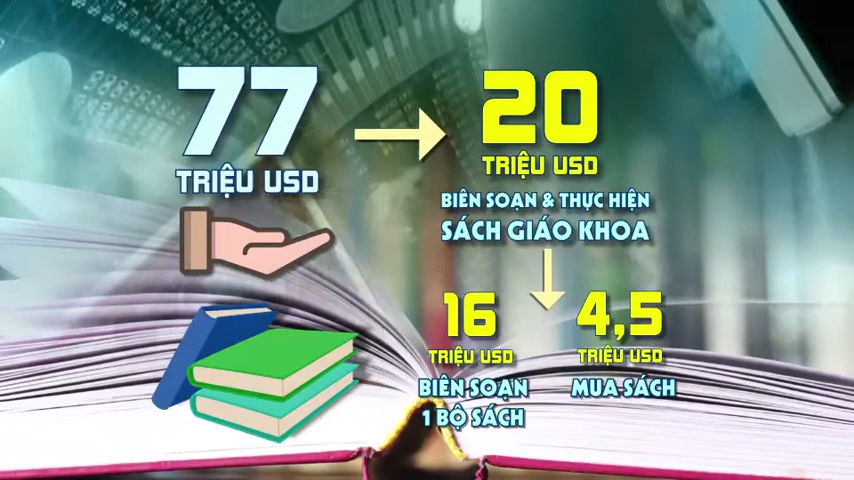 77
TRIỆU USD
20
TRIỆU USD
BIÊN SOẠN & THỰC HIỆN
SÁCH GIÁO KHOA
16
TRIỆU USD
BIÊN SOẠN
1 BỘ SÁCH
4,5
TRIỆU USD
MUA SÁCH